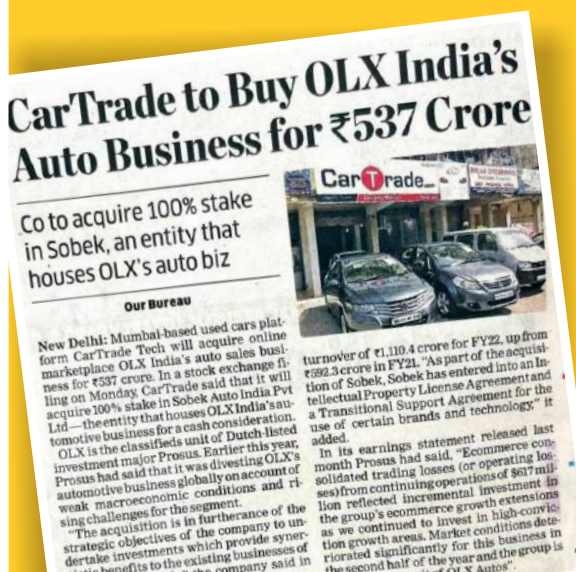 CarTrade to Buy OLX India's
Auto Business for ₹537 Crore
Co to acquire 100% stake
in Sobek, an entity that
houses OLX's auto biz
Our Bureau
New Delhi: Mumbai-based used cars plat-
form CarTrade Tech will acquire online
marketplace OLX India's auto sales busi-
ness for ₹537 crore. In a stock exchange fi-
ling on Monday, CarTrade said that it will
acquire 100% stake in Sobek Auto India Pvt
Ltd—the entity that houses OLX India's au-
tomotive business for a cash consideration.
OLX is the classifieds unit of Dutch-listed
investment major Prosus. Earlier this year,
Prosus had said that it was divesting OLX's
automotive business globally on account of
weak macroeconomic conditions and ri-
sing challenges for the segment.
"The acquisition is in furtherance of the
strategic objectives of the company to un-
dertake investments which provide syner-
benefits to the existing businesses of
the company said in
CarTrade
turnover of ₹1,110.4 crore for FY22, up from
₹592.3 crore in FY21. "As part of the acquisi-
tion of Sobek, Sobek has entered into an In-
tellectual Property License Agreement and
a Transitional Support Agreement for the
use of certain brands and technology," it
added.
In its earnings statement released last
month Prosus had said, "Ecommerce con-
solidated trading losses (or operating los-
ses) from continuing operations of $617 mil-
lion reflected incremental investment in
the group's ecommerce growth extensions
as we continued to invest in high-convic-
tion growth areas. Market conditions dete-
riorated significantly for this business in
the second half of the year and the group is
of OLX Autos".